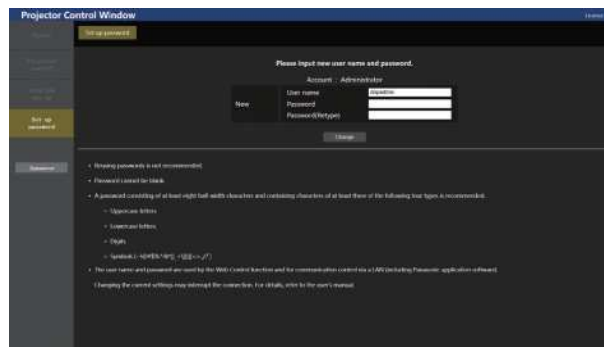 Projector Control Window
Set up password
Please input new user name and password.
Account : Administrator
User name
New
Password
Password(Retype)
Change
Set up
password
• Reusing passwords is not recommended.
• Password cannot be blank.
• A password consisting of at least eight half-width characters and containing characters of at least three of the following four types is recommended.
- Uppercase letters
- Lowercase letters
- Digits
- Symbols
• The user name and password are used by the Web Control function and for communication control via a LAN (including Panasonic application software).
Changing the current settings may interrupt the connection. For details, refer to the user's manual.